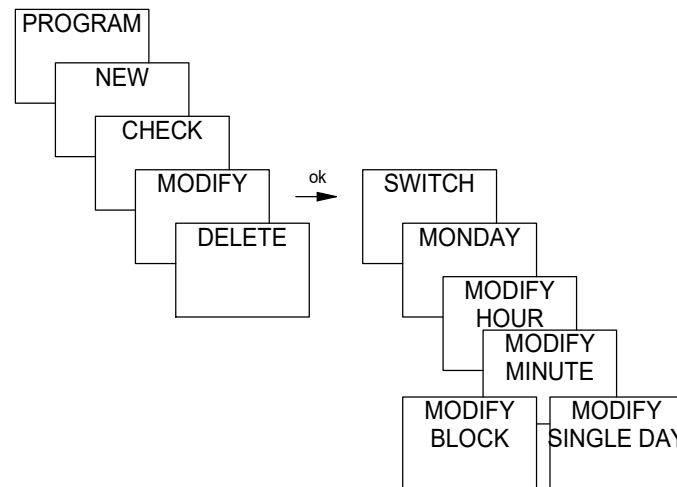 PROGRAM
NEW
CHECK
MODIFY
DELETE
ok
SWITCH
MONDAY
MODIFY
HOUR
MODIFY
MINUTE
MODIFY
BLOCK
MODIFY
SINGLE DAY